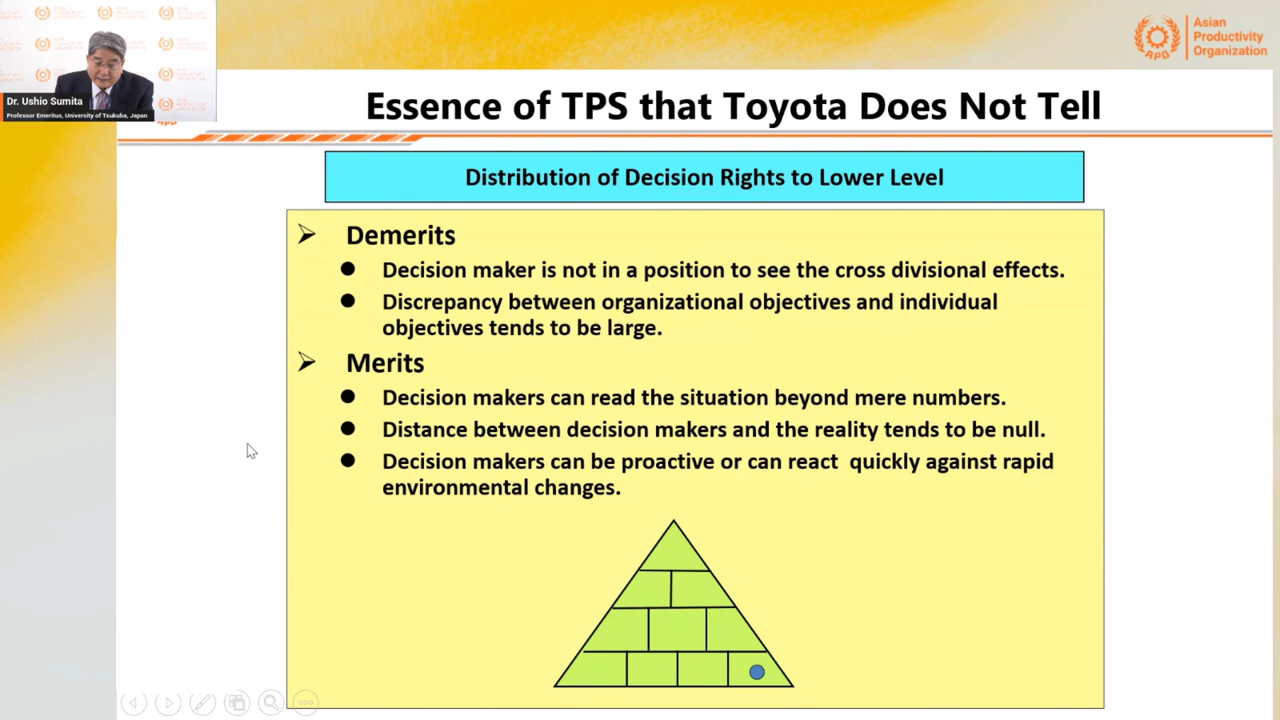 Dr. Ushio Sumita
Professor Emeritus, University of Tsukuba, Japan
APO
Asian
Productivity
Organization
Essence of TPS that Toyota Does Not Tell
Distribution of Decision Rights to Lower Level
Demerits
Decision maker is not in a position to see the cross divisional effects.
Discrepancy between organizational objectives and individual
objectives tends to be large.
Merits
Decision makers can read the situation beyond mere numbers.
Distance between decision makers and the reality tends to be null.
Decision makers can be proactive or can react quickly against rapid
environmental changes.